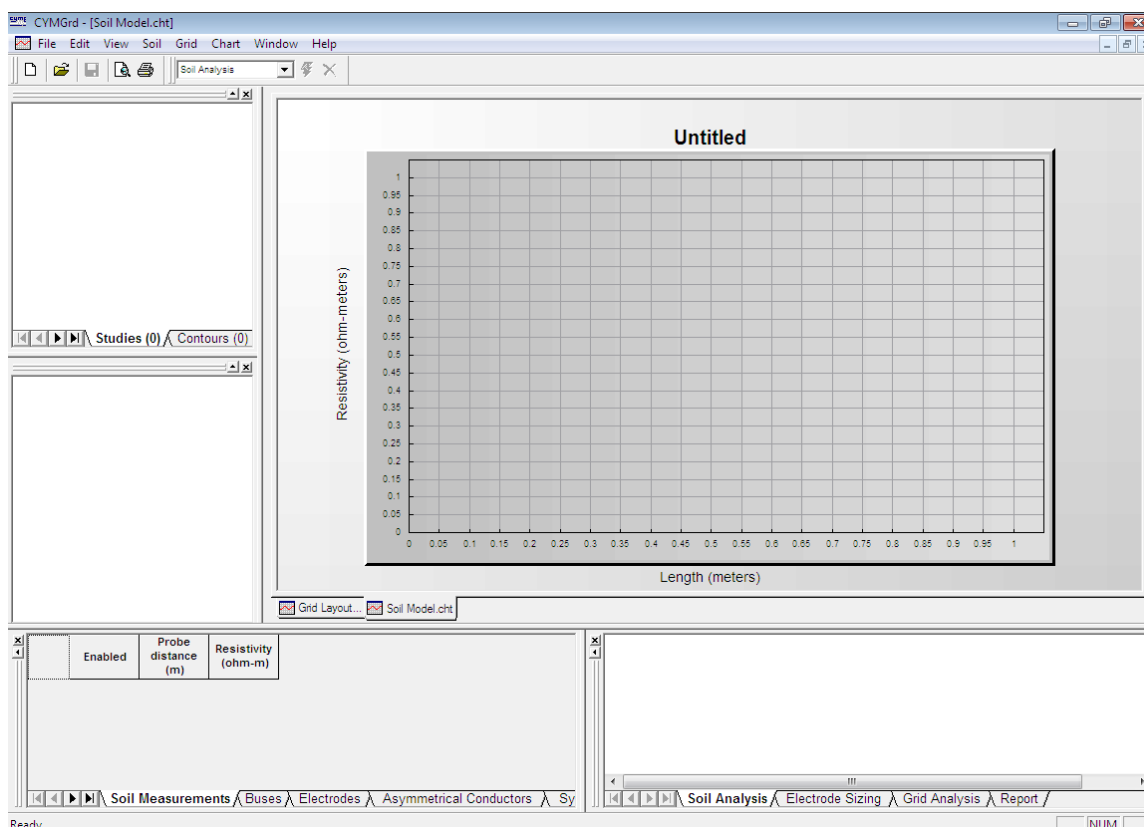 CYME CYMGrd - [Soil Model.cht]
File Edit View Soil Grid Chart Window Help
Soil Analysis
Studies (0) Contours (0)
Untitled
1
0.95
0.9
0.85
0.8
0.75
0.7
0.65
0.6
0.55
0.5
0.45
0.4
0.35
0.3
0.25
0.2
0.15
0.1
0.05
0
Resistivity (ohm-meters)
0 0.05 0.1 0.15 0.2 0.25 0.3 0.35 0.4 0.45 0.5 0.55 0.6 0.65 0.7 0.75 0.8 0.85 0.9 0.95 1
Length (meters)
Grid Layout... Soil Model.cht
Enabled
Probe
distance
(m)
Resistivity
(ohm-m)
Soil Measurements Buses Electrodes Asymmetrical Conductors Sy
Soil Analysis Electrode Sizing Grid Analysis Report
Ready
NUM